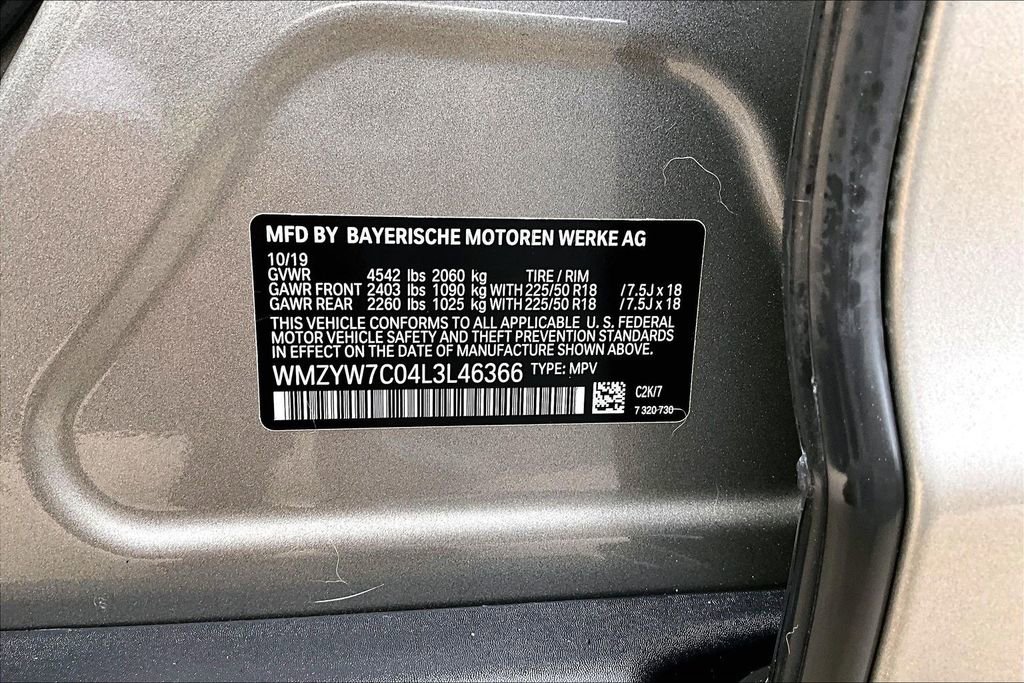 MFD BY BAYERISCHE MOTOREN WERKE AG
10/19
GVWR 4542 lbs 2060 kg TIRE / RIM
GAWR FRONT 2403 lbs 1090 kg WITH 225/50 R18 / 7.5J x 18
GAWR REAR 2260 lbs 1025 kg WITH 225/50 R18 / 7.5J x 18
THIS VEHICLE CONFORMS TO ALL APPLICABLE U. S. FEDERAL
MOTOR VEHICLE SAFETY AND THEFT PREVENTION STANDARDS
IN EFFECT ON THE DATE OF MANUFACTURE SHOWN ABOVE.
WMZYW7C04L3L46366 TYPE: MPV
C2K/7
7 320 730